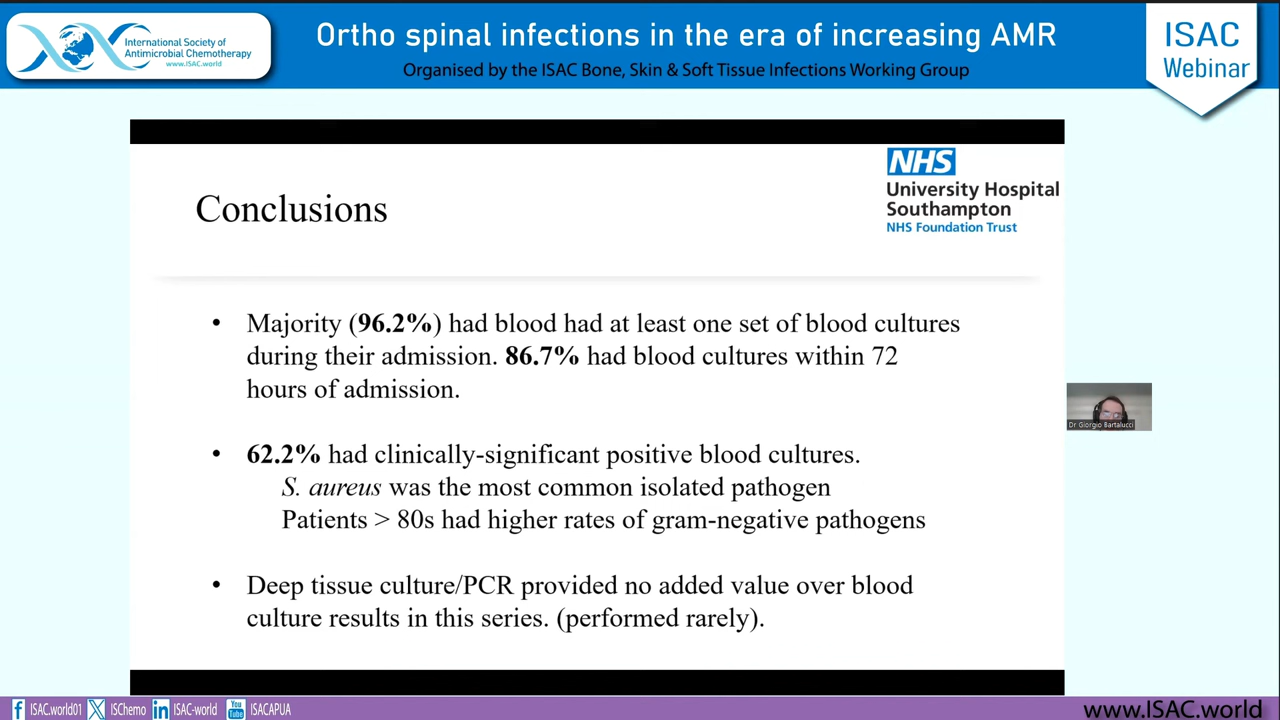 International Society of
Antimicrobial Chemotherapy
www.ISAC.world
Ortho spinal infections in the era of increasing AMR
Organised by the ISAC Bone, Skin & Soft Tissue Infections Working Group
ISAC
Webinar
NHS
University Hospital
Southampton
NHS Foundation Trust
Conclusions
• Majority (96.2%) had blood had at least one set of blood cultures
during their admission. 86.7% had blood cultures within 72
hours of admission.
• 62.2% had clinically-significant positive blood cultures.
S. aureus was the most common isolated pathogen
Patients > 80s had higher rates of gram-negative pathogens
• Deep tissue culture/PCR provided no added value over blood
culture results in this series. (performed rarely).
Dr Giorgio Bartalucci
f ISAC.world01 X ISChemo in ISAC-world You Tube ISACAPUA
www.ISAC.world